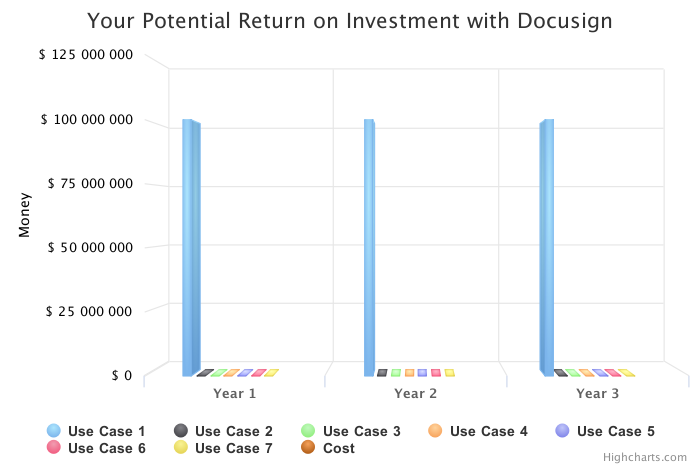 Your Potential Return on Investment with Docusign
$ 125 000 000
$ 100 000 000
$ 75 000 000
$ 50 000 000
$ 25 000 000
$ 0
Money
Year 1 Year 2 Year 3
Use Case 1 Use Case 2 Use Case 3 Use Case 4 Use Case 5
Use Case 6 Use Case 7 Cost
Highcharts.com